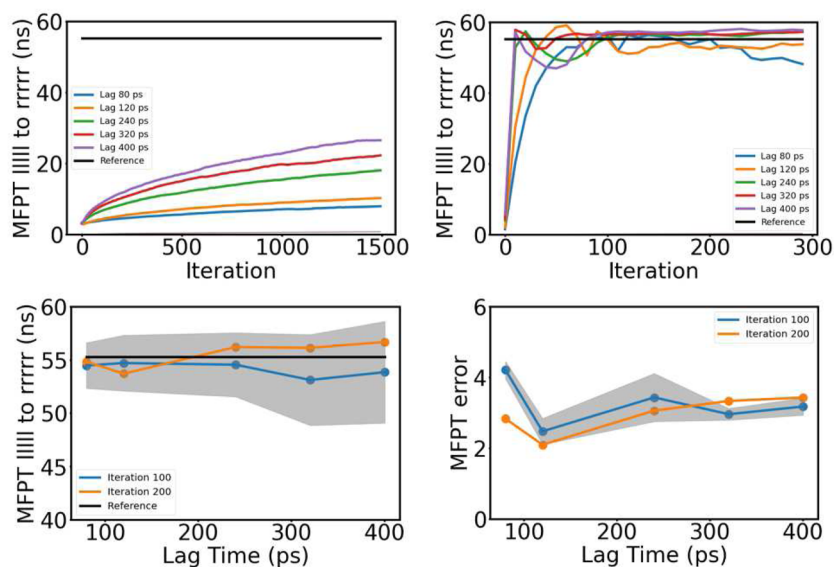 MFPT lllll to rrrrr (ns)
60
40
20
0
Lag 80 ps
Lag 120 ps
Lag 240 ps
Lag 320 ps
Lag 400 ps
Reference
0 500 1000 1500
Iteration
MFPT lllll to rrrrr (ns)
60
40
20
0
Lag 80 ps
Lag 120 ps
Lag 240 ps
Lag 320 ps
Lag 400 ps
Reference
0 100 200 300
Iteration
MFPT lllll to rrrrr (ns)
60
55
50
45
40
Iteration 100
Iteration 200
Reference
100 200 300 400
Lag Time (ps)
MFPT error
6
4
2
0
Iteration 100
Iteration 200
100 200 300 400
Lag Time (ps)